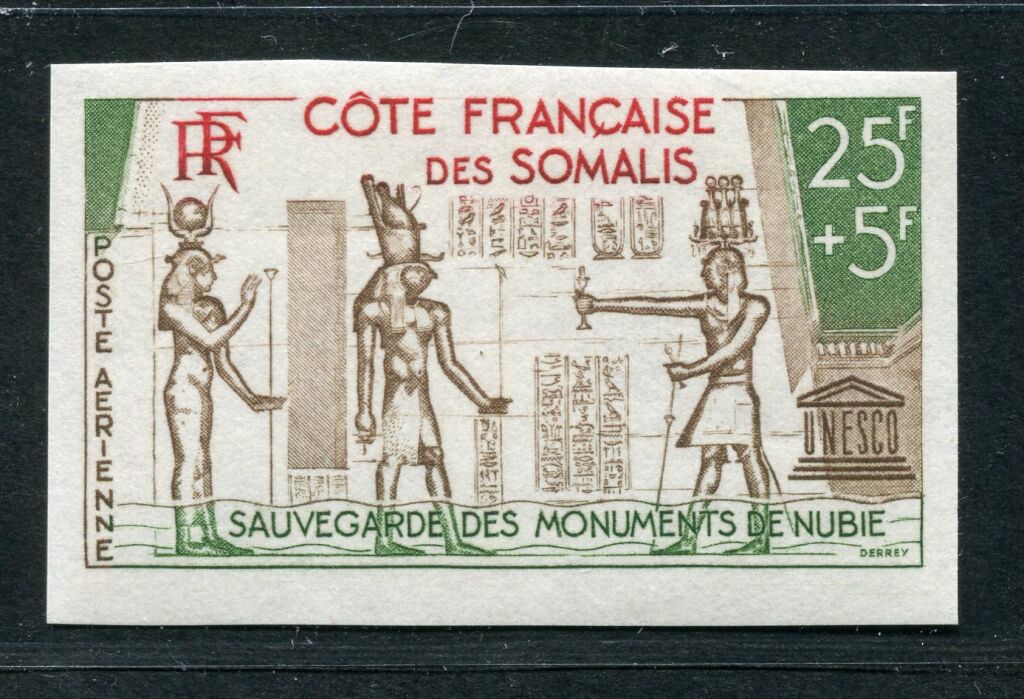 RF
CÔTE FRANÇAISE
DES SOMALIS
25F
+5F
POSTE AERIENNE
UNESCO
SAUVEGARDE DES MONUMENTS DE NUBIE
DERREY